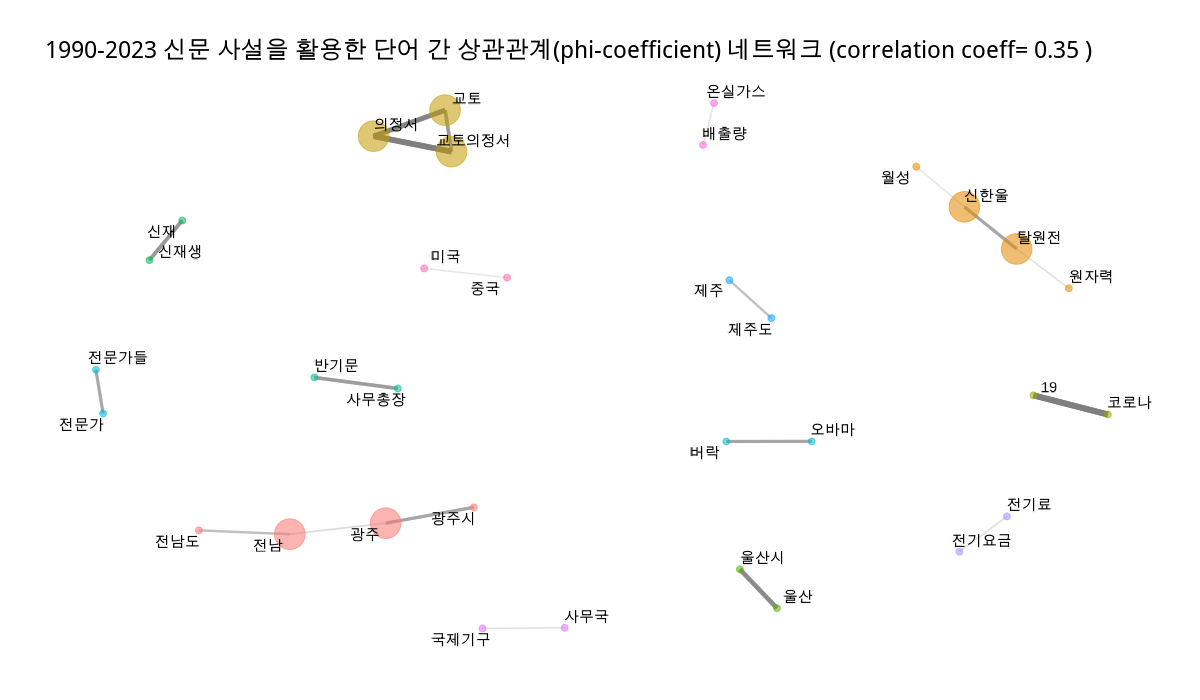 1990-2023 신문 사설을 활용한 단어 간 상관관계(phi-coefficient) 네트워크 (correlation coeff= 0.35 )
온실가스
교토
의정서
배출량
교토의정서
월성
신한울
신재
탈원전
신재생
미국
원자력
중국
제주
제주도
전문가들
반기문
19
사무총장
코로나
전문가
오바마
버락
전기료
광주시
광주
전남도
전남
전기요금
울산시
울산
사무국
국제기구